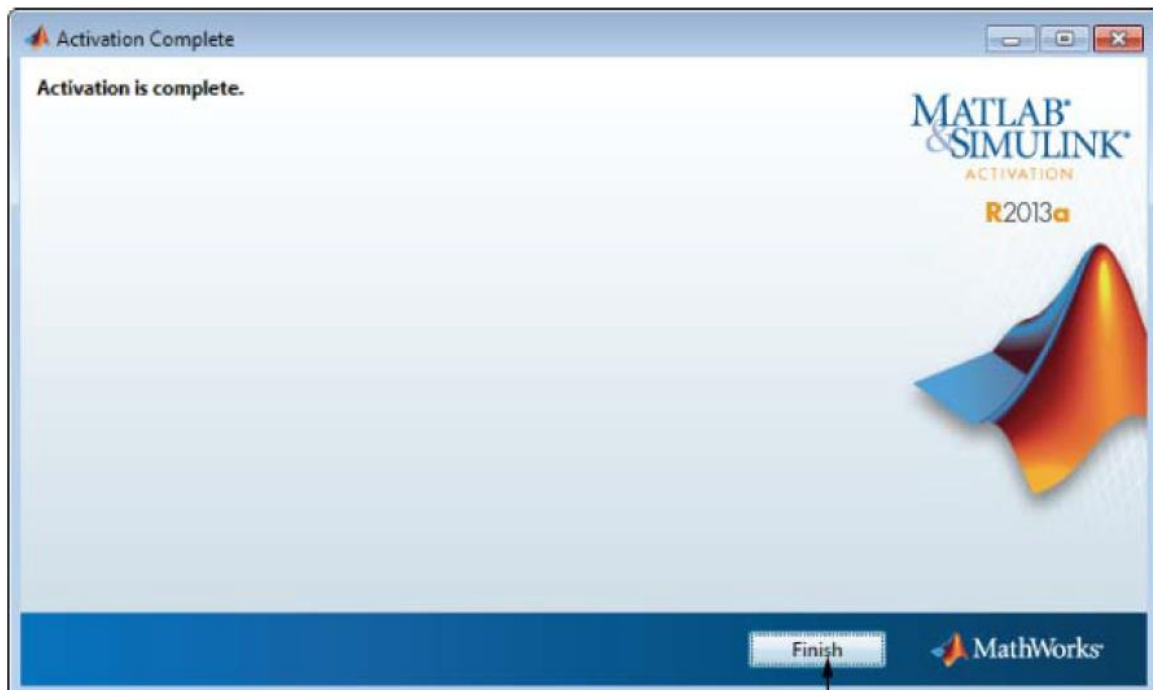 Activation Complete
Activation is complete.
MATLAB®
&SIMULINK®
ACTIVATION
R2013a
Finish
MathWorks®